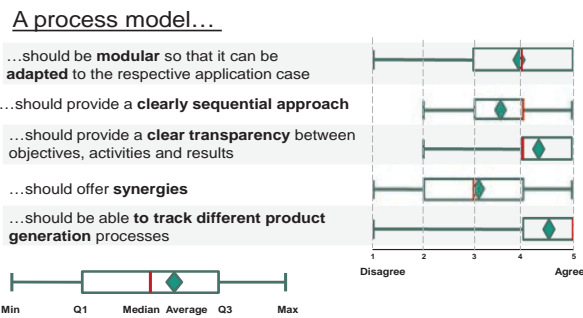 A process model…
…should be modular so that it can be
adapted to the respective application case
…should provide a clearly sequential approach
…should provide a clear transparency between
objectives, activities and results
…should offer synergies
…should be able to track different product
generation processes
1 2 3 4 5
Disagree Agree
Min Q1 Median Average Q3 Max